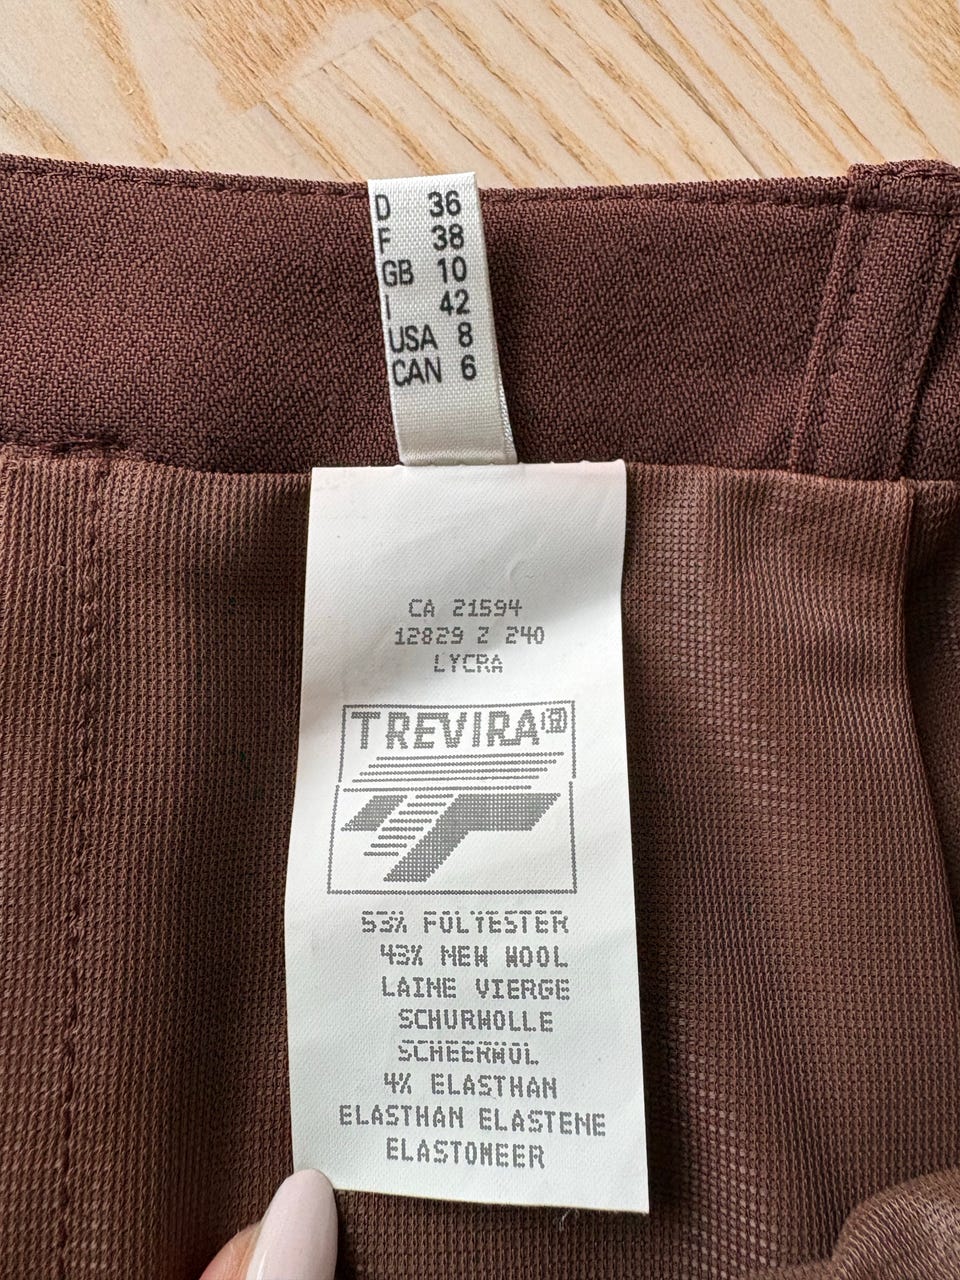 D 36
F 38
GB 10
I 42
USA 8
CAN 6
CA 21594
12829 Z 240
LYCRA
TREVIRA®
53% POLYESTER
43% NEW WOOL
LAINE VIERGE
SCHURWOLLE
SCHEERWOL
4% ELASTHAN
ELASTHAN ELASTENE
ELASTOMEER